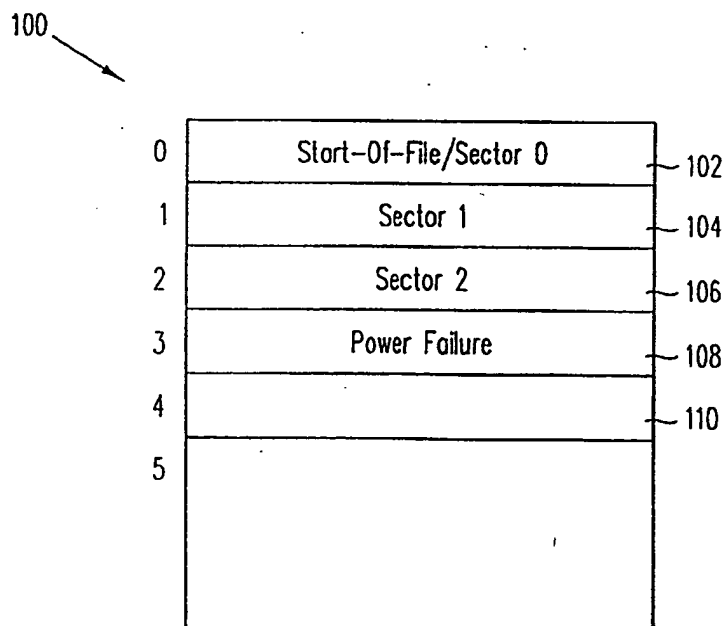 100
0 Start-Of-File/Sector 0 102
1 Sector 1 104
2 Sector 2 106
3 Power Failure 108
4 110
5